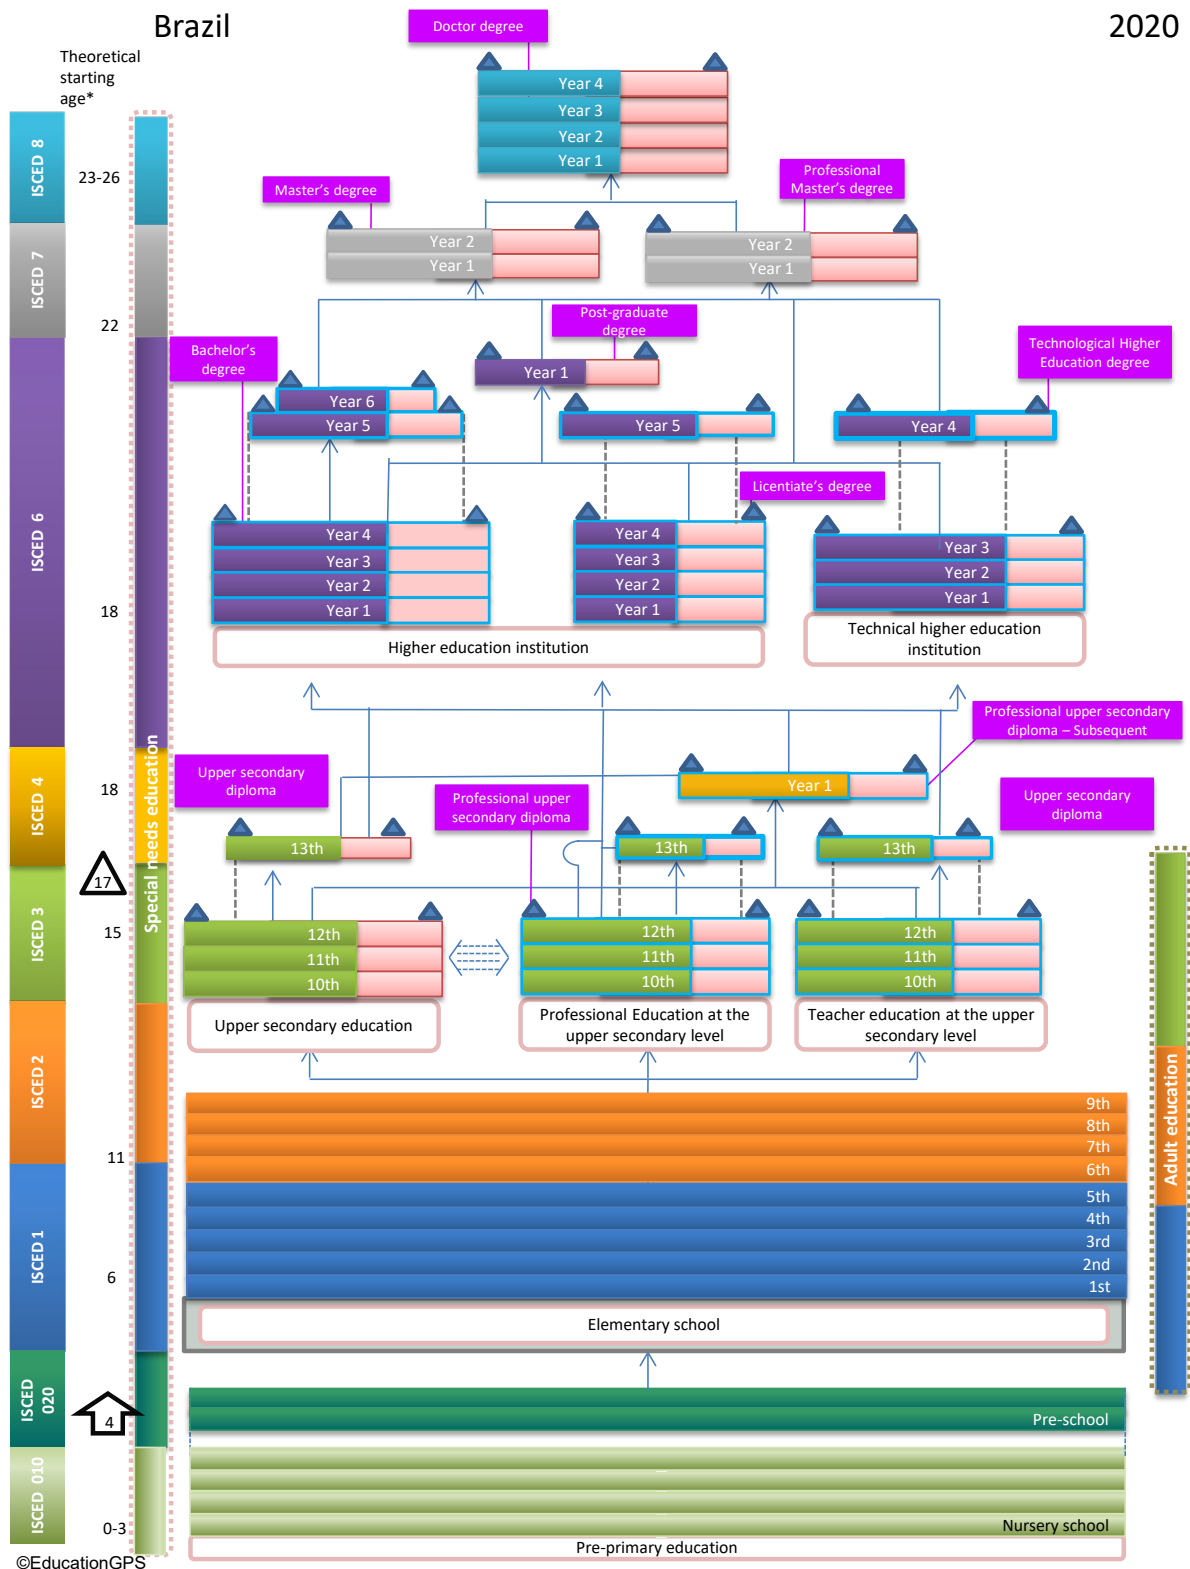 Brazil
2020
Theoretical
starting
age*
Doctor degree
Year 4
Year 3
Year 2
Year 1
ISCED 8
23-26
Master's degree
Professional
Master's degree
Year 2
Year 1
Year 2
Year 1
ISCED 7
22
Bachelor's
degree
Post-graduate
degree
Technological Higher
Education degree
Year 1
Year 6
Year 5
Year 5
Year 4
Licentiate's degree
ISCED 6
Year 4
Year 3
Year 2
Year 1
Year 4
Year 3
Year 2
Year 1
Year 3
Year 2
Year 1
18
Higher education institution
Technical higher education
institution
Professional upper secondary
diploma – Subsequent
Special needs education
ISCED 4
18
Upper secondary
diploma
Professional upper
secondary diploma
Year 1
Upper secondary
diploma
13th
13th
13th
17
ISCED 3
15
12th
11th
10th
12th
11th
10th
12th
11th
10th
Upper secondary education
Professional Education at the
upper secondary level
Teacher education at the upper
secondary level
ISCED 2
11
9th
8th
7th
6th
Adult education
ISCED 1
6
5th
4th
3rd
2nd
1st
Elementary school
ISCED
020
4
Pre-school
ISCED 010
0-3
Nursery school
Pre-primary education
©EducationGPS